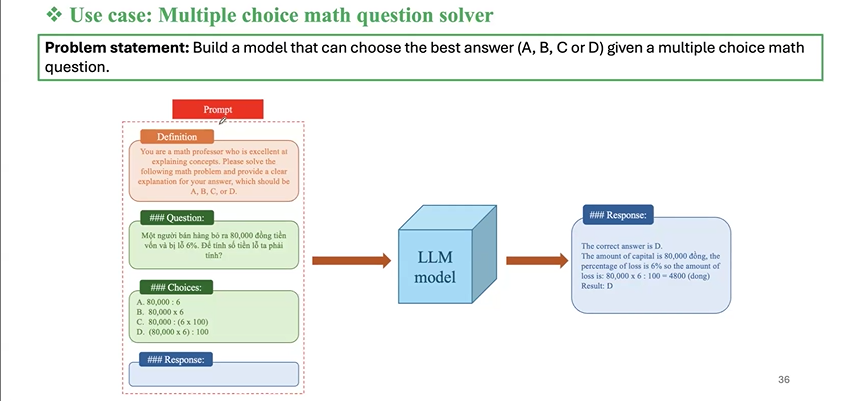 ❖ Use case: Multiple choice math question solver
Problem statement: Build a model that can choose the best answer (A, B, C or D) given a multiple choice math
question.
Prompt
Definition
You are a math professor who is excellent at
explaining concepts. Please solve the
following math problem and provide a clear
explanation for your answer, which should be
A, B, C, or D.
### Question:
Một người bán hàng bỏ ra 80,000 đồng tiền
vốn và bị lỗ 6%. Để tính số tiền lỗ ta phải
tính?
### Choices:
A. 80,000 : 6
B. 80,000 x 6
C. 80,000 : (6 x 100)
D. (80,000 x 6) : 100
### Response:
LLM
model
### Response:
The correct answer is D.
The amount of capital is 80,000 đồng, the
percentage of loss is 6% so the amount of
loss is: 80,000 x 6 : 100 = 4800 (dong)
Result: D
36